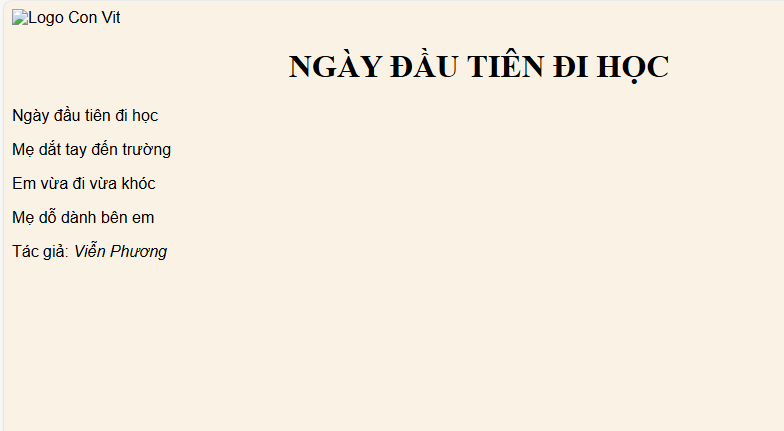 Logo Con Vit
NGÀY ĐẦU TIÊN ĐI HỌC
Ngày đầu tiên đi học
Mẹ dắt tay đến trường
Em vừa đi vừa khóc
Mẹ dỗ dành bên em
Tác giả: Viễn Phương